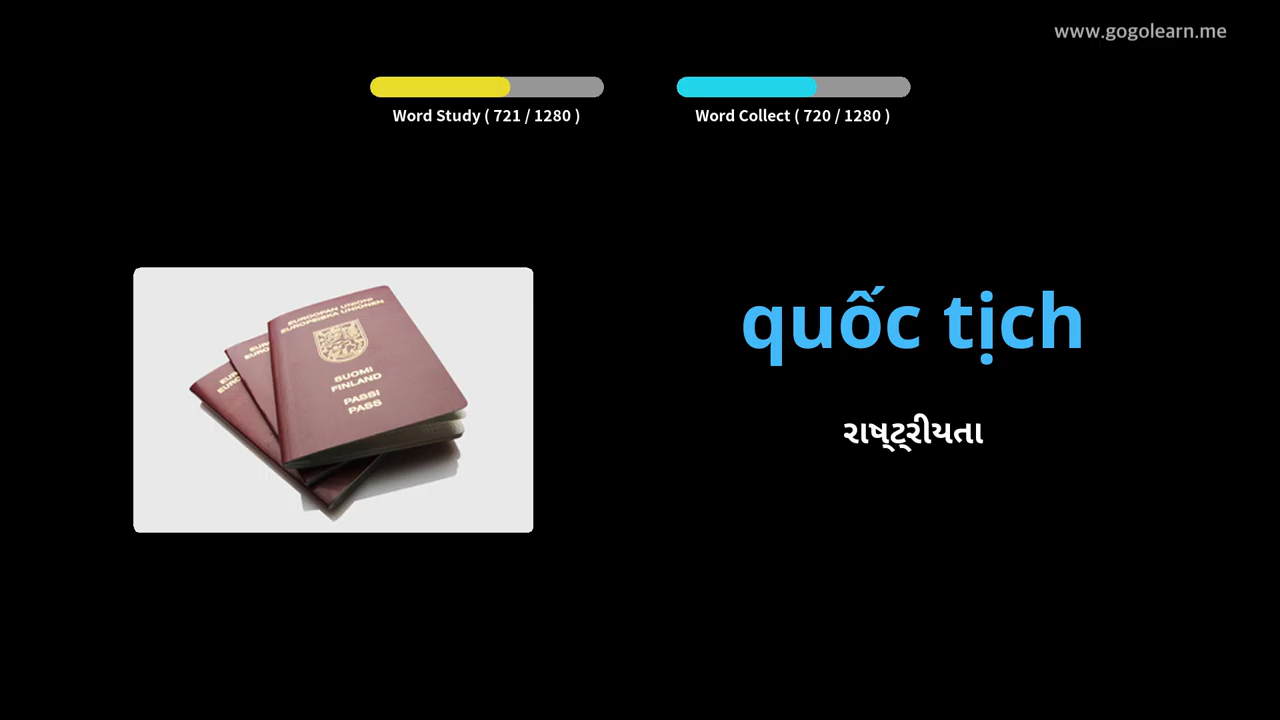 www.gogolearn.me
Word Study ( 721 / 1280 )
Word Collect ( 720 / 1280 )
EUROOPAN UNIONI
EUROPEISKA UNIONEN
SUOMI
FINLAND
PASSI
PASS
quốc tịch
રાષ્ટ્રીયતા